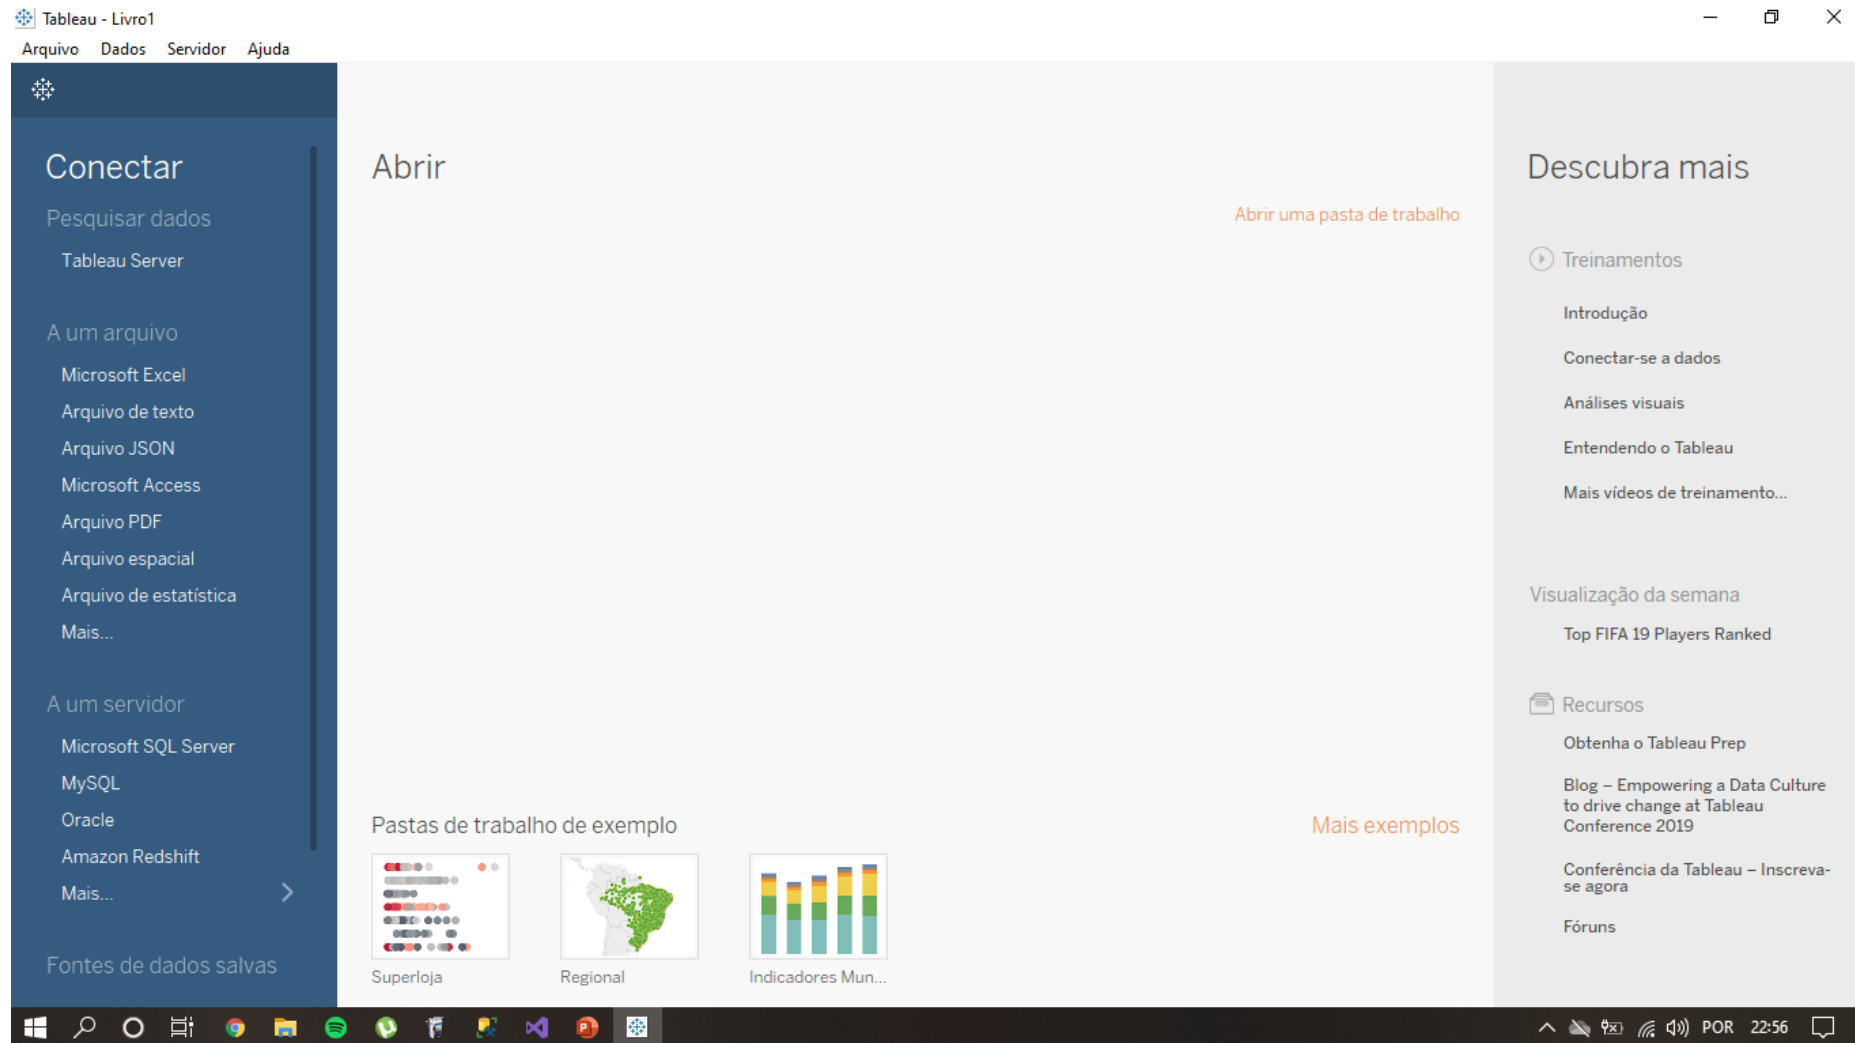 Tableau - Livro1
Arquivo Dados Servidor Ajuda
Conectar
Pesquisar dados
Tableau Server
A um arquivo
Microsoft Excel
Arquivo de texto
Arquivo JSON
Microsoft Access
Arquivo PDF
Arquivo espacial
Arquivo de estatística
Mais...
A um servidor
Microsoft SQL Server
MySQL
Oracle
Amazon Redshift
Mais...
Fontes de dados salvas
Abrir
Abrir uma pasta de trabalho
Pastas de trabalho de exemplo
Mais exemplos
Superloja
Regional
Indicadores Mun...
Descubra mais
Treinamentos
Introdução
Conectar-se a dados
Análises visuais
Entendendo o Tableau
Mais vídeos de treinamento...
Visualização da semana
Top FIFA 19 Players Ranked
Recursos
Obtenha o Tableau Prep
Blog – Empowering a Data Culture
to drive change at Tableau
Conference 2019
Conferência da Tableau – Inscreva-
se agora
Fóruns
POR 22:56